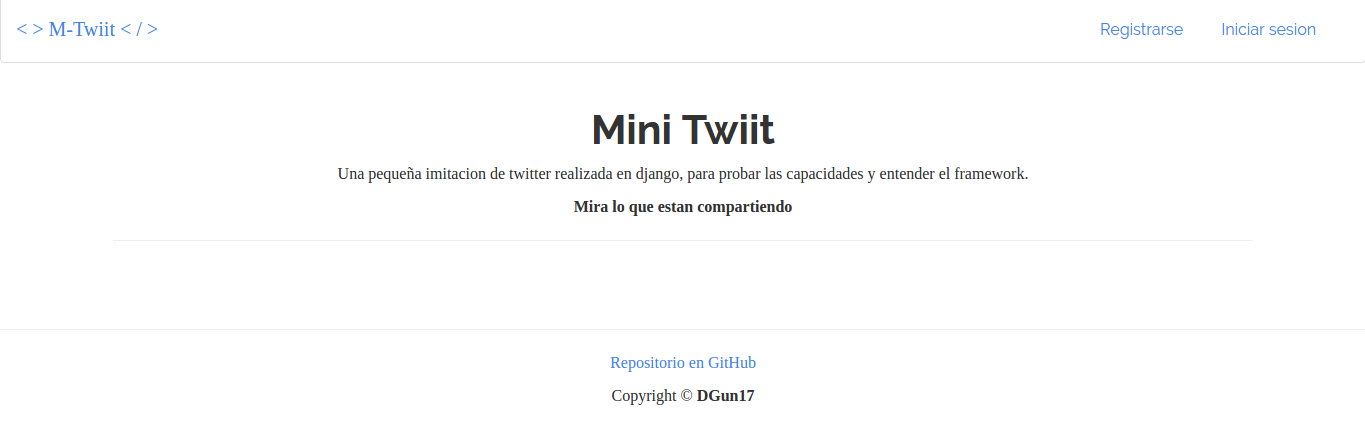 < > M-Twiit < / >
Registrarse
Iniciar sesion
Mini Twiit
Una pequeña imitacion de twitter realizada en django, para probar las capacidades y entender el framework.
Mira lo que estan compartiendo
Repositorio en GitHub
Copyright © DGun17